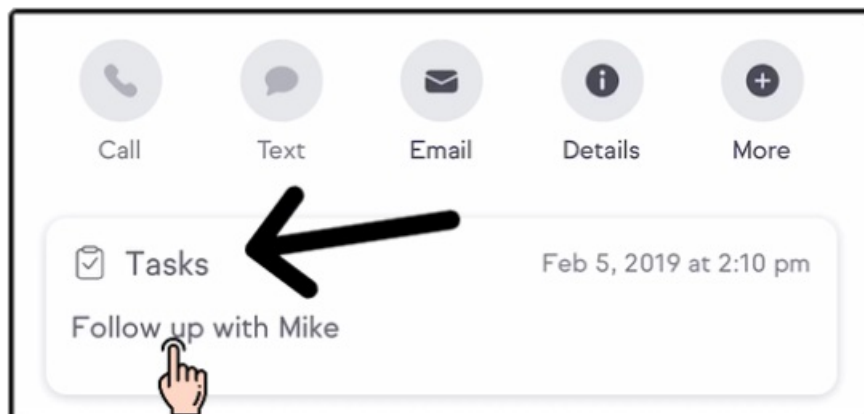 Call Text Email Details More
Tasks Feb 5, 2019 at 2:10 pm
Follow up with Mike